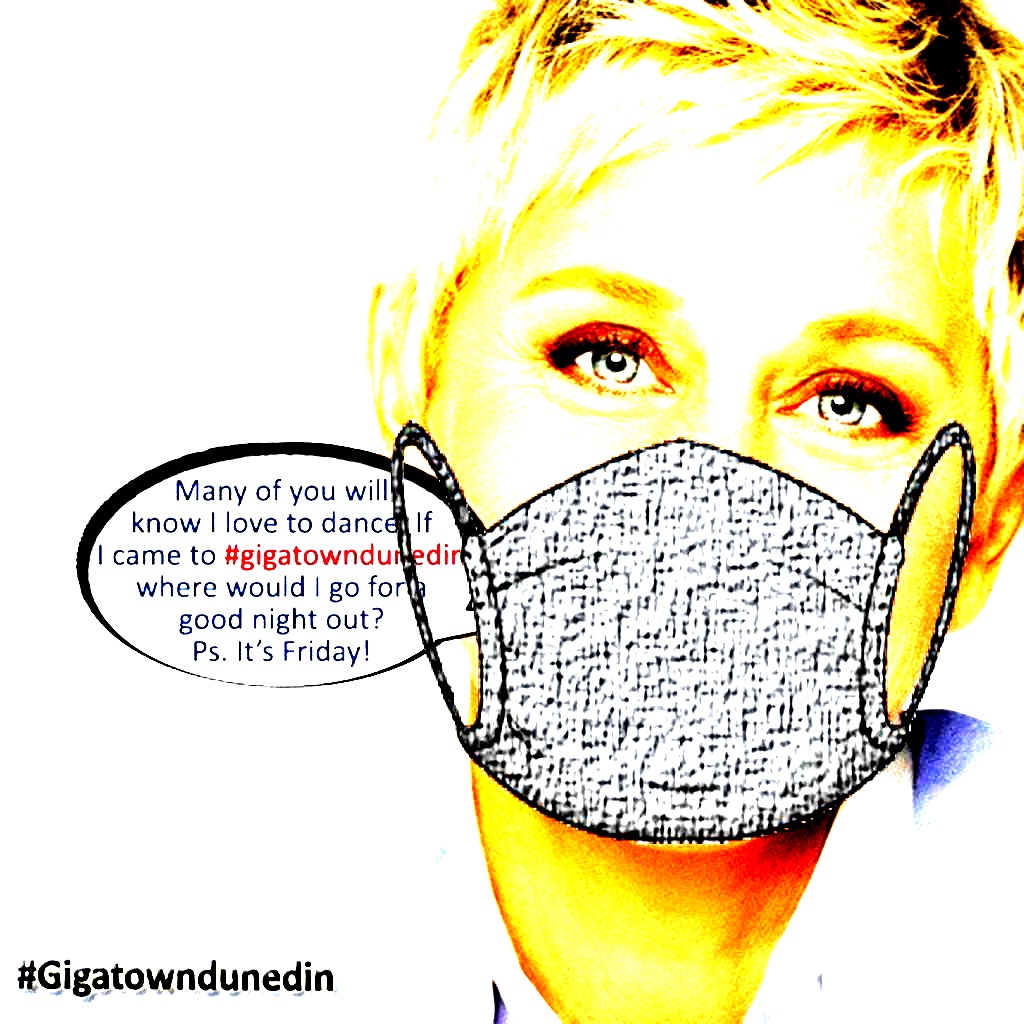 Many of you will
know I love to dance. If
I came to #gigatowndunedin
where would I go for a
good night out?
Ps. It's Friday!
#Gigatowndunedin